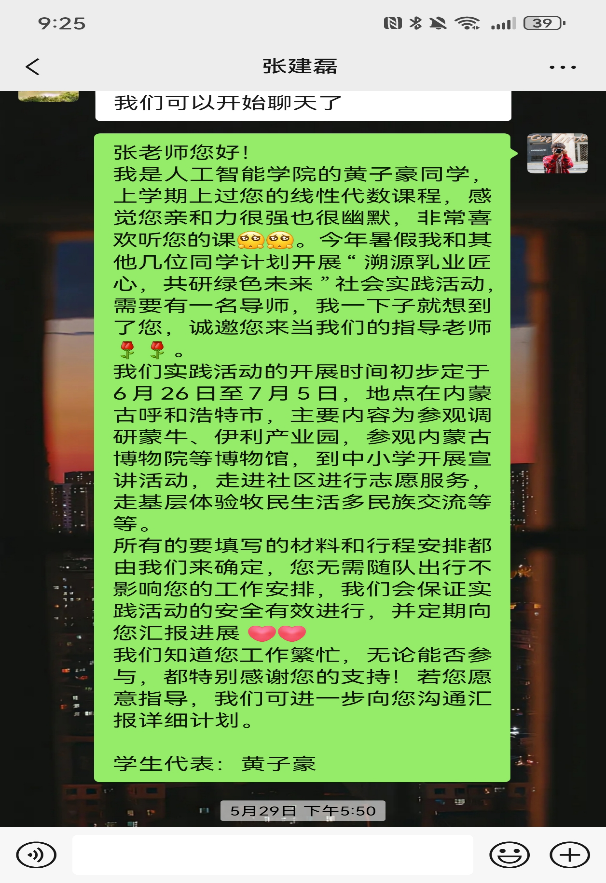 9:25
39
张建磊
我们可以开始聊天了
张老师您好！
我是人工智能学院的黄子豪同学，
上学期上过您的线性代数课程，感
觉您亲和力很强也很幽默，非常喜
欢听您的课🥺🥺。今年暑假我和其
他几位同学计划开展“溯源乳业匠
心，共研绿色未来”社会实践活动，
需要有一名导师，我一下子就想到
了您，诚邀您来当我们的指导老师
🌹🌹。
我们实践活动的开展时间初步定于
6月26日至7月5日，地点在内蒙
古呼和浩特市，主要内容为参观调
研蒙牛、伊利产业园，参观内蒙古
博物院等博物馆，到中小学开展宣
讲活动，走进社区进行志愿服务，
走基层体验牧民生活多民族交流等
等。
所有的要填写的材料和行程安排都
由我们来确定，您无需随队出行不
影响您的工作安排，我们会保证实
践活动的安全有效进行，并定期向
您汇报进展❤️❤️
我们知道您工作繁忙，无论能否参
与，都特别感谢您的支持！若您愿
意指导，我们可进一步向您沟通汇
报详细计划。
学生代表：黄子豪
5月29日 下午5:50